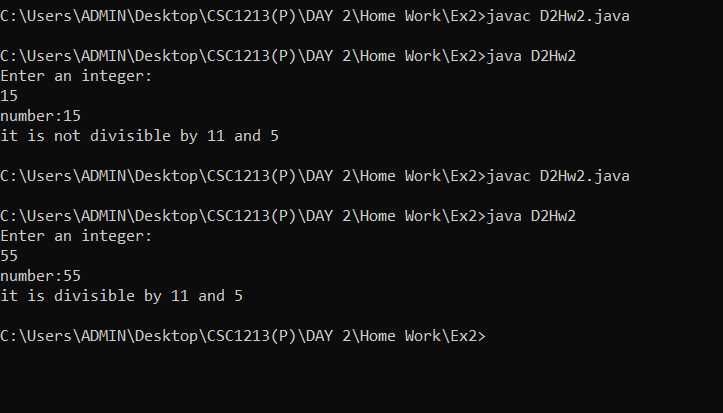 C:\Users\ADMIN\Desktop\CSC1213(P)\DAY 2\Home Work\Ex2>javac D2Hw2.java
C:\Users\ADMIN\Desktop\CSC1213(P)\DAY 2\Home Work\Ex2>java D2Hw2
Enter an integer:
15
number:15
it is not divisible by 11 and 5
C:\Users\ADMIN\Desktop\CSC1213(P)\DAY 2\Home Work\Ex2>javac D2Hw2.java
C:\Users\ADMIN\Desktop\CSC1213(P)\DAY 2\Home Work\Ex2>java D2Hw2
Enter an integer:
55
number:55
it is divisible by 11 and 5
C:\Users\ADMIN\Desktop\CSC1213(P)\DAY 2\Home Work\Ex2>